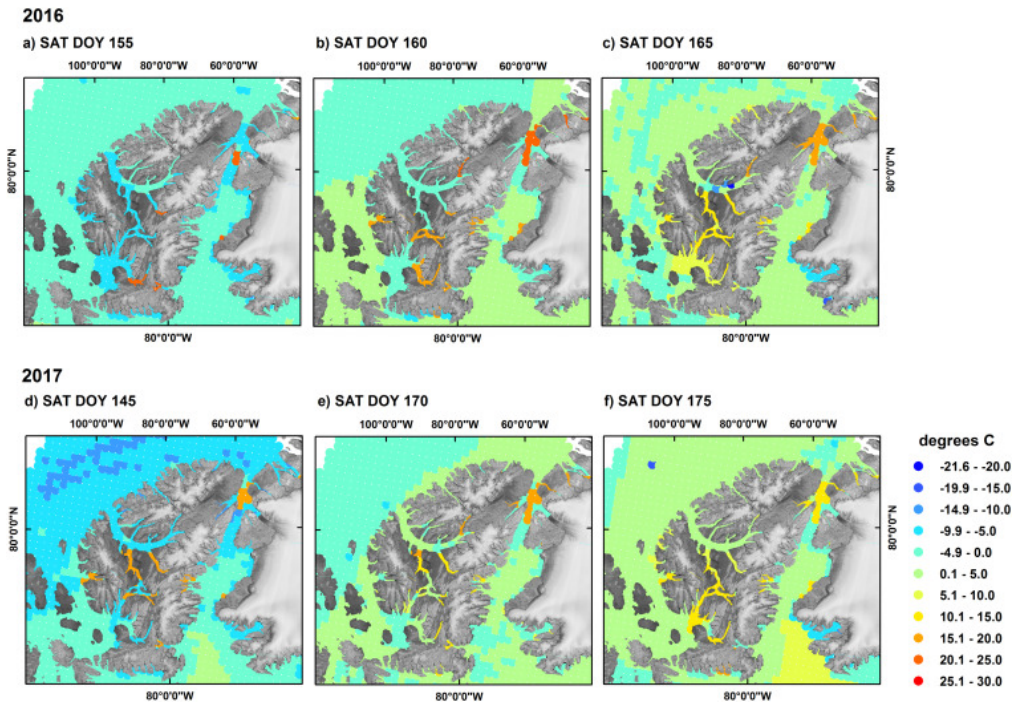 2016
a) SAT DOY 155
b) SAT DOY 160
c) SAT DOY 165
100°0'0"W 80°0'0"W 60°0'0"W
100°0'0"W 80°0'0"W 60°0'0"W
100°0'0"W 80°0'0"W 60°0'0"W
80°0'0"N
80°0'0"N
80°0'0"W
80°0'0"W
80°0'0"W
2017
d) SAT DOY 145
e) SAT DOY 170
f) SAT DOY 175
100°0'0"W 80°0'0"W 60°0'0"W
100°0'0"W 80°0'0"W 60°0'0"W
100°0'0"W 80°0'0"W 60°0'0"W
80°0'0"N
80°0'0"N
80°0'0"W
80°0'0"W
80°0'0"W
degrees C
-21.6 - -20.0
-19.9 - -15.0
-14.9 - -10.0
-9.9 - -5.0
-4.9 - 0.0
0.1 - 5.0
5.1 - 10.0
10.1 - 15.0
15.1 - 20.0
20.1 - 25.0
25.1 - 30.0